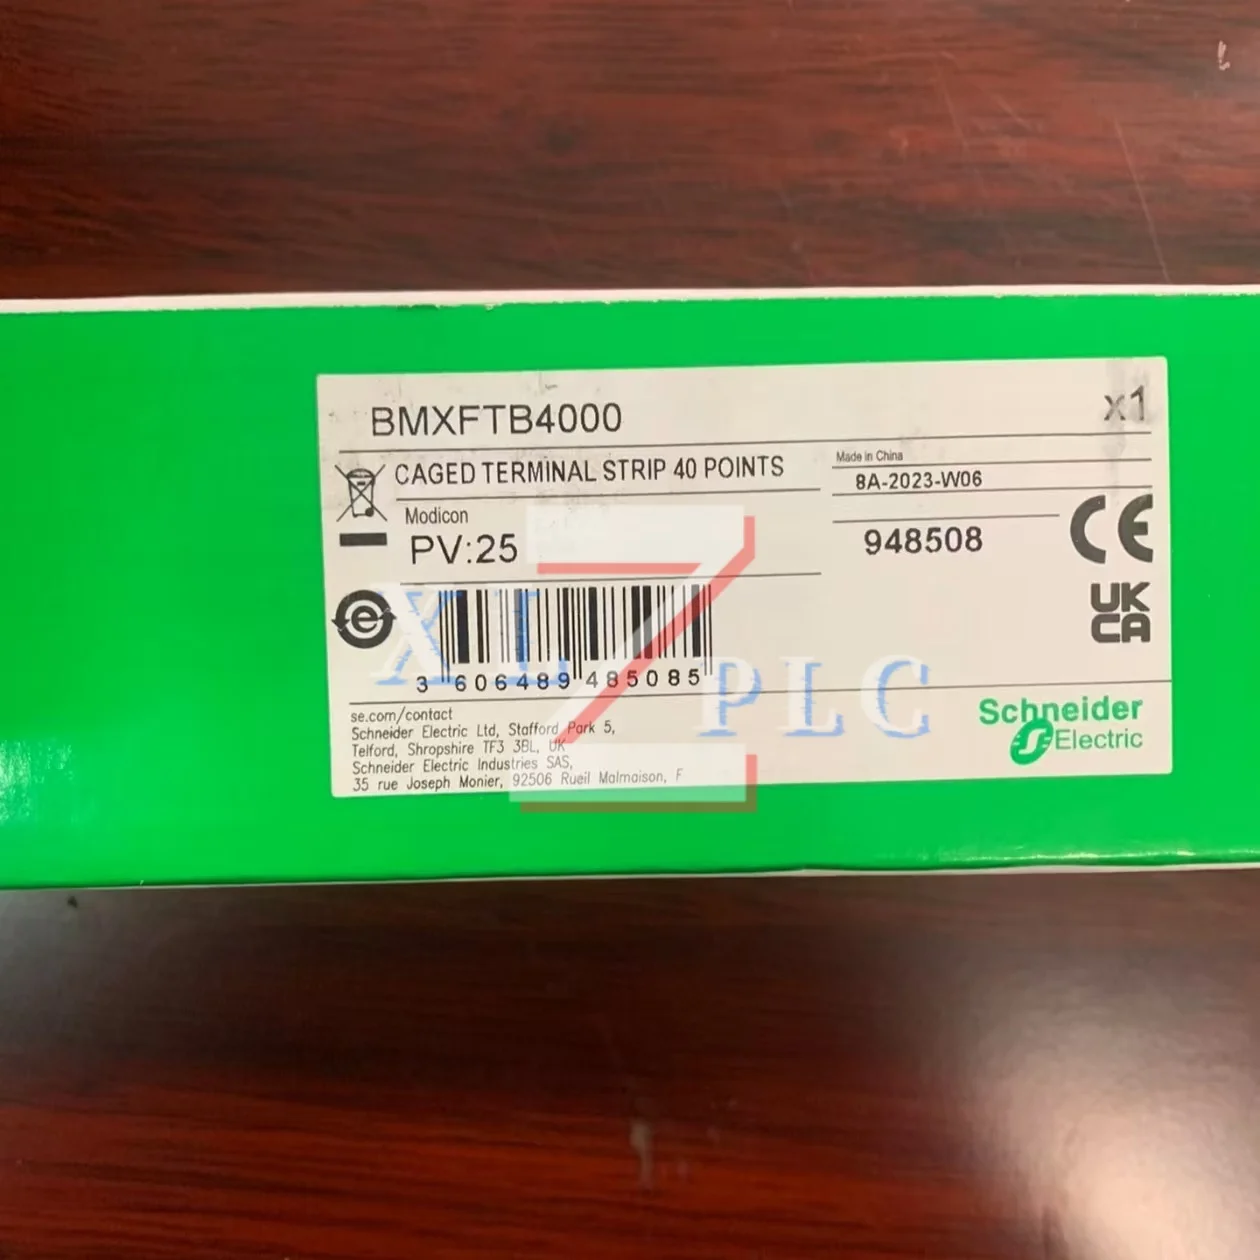 BMXFTB4000
x1
CAGED TERMINAL STRIP 40 POINTS
Made in China
8A-2023-W06
Modicon
PV:25
948508
CE
UK
CA
3 606489 485085
XLZ PLC
se.com/contact
Schneider Electric Ltd, Stafford Park 5,
Telford, Shropshire TF3 3BL, UK
Schneider Electric Industries SAS,
35 rue Joseph Monier, 92506 Rueil Malmaison, F
Schneider
Electric